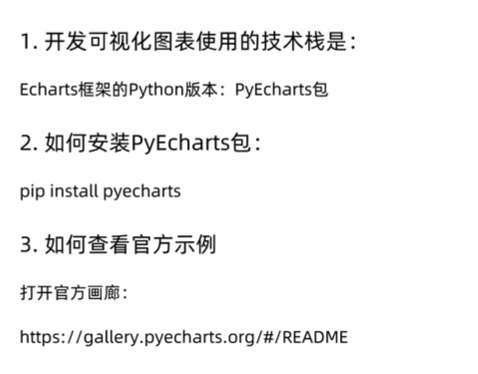 1. 开发可视化图表使用的技术栈是：
Echarts框架的Python版本：PyEcharts包
2. 如何安装PyEcharts包：
pip install pyecharts
3. 如何查看官方示例
打开官方画廊：
https://gallery.pyecharts.org/#/README